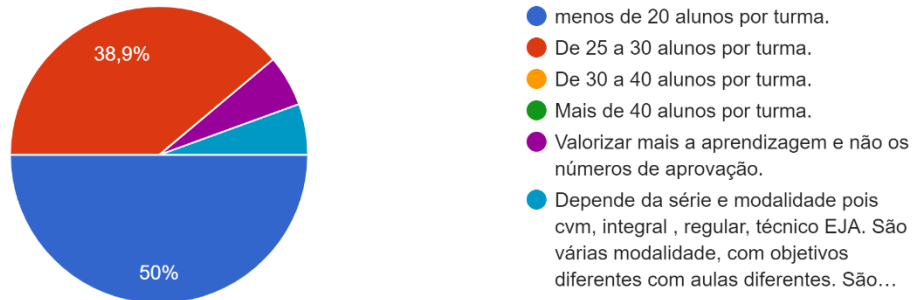 38,9%
50%
menos de 20 alunos por turma.
De 25 a 30 alunos por turma.
De 30 a 40 alunos por turma.
Mais de 40 alunos por turma.
Valorizar mais a aprendizagem e não os
números de aprovação.
Depende da série e modalidade pois
cvm, integral , regular, técnico EJA. São
várias modalidade, com objetivos
diferentes com aulas diferentes. São…